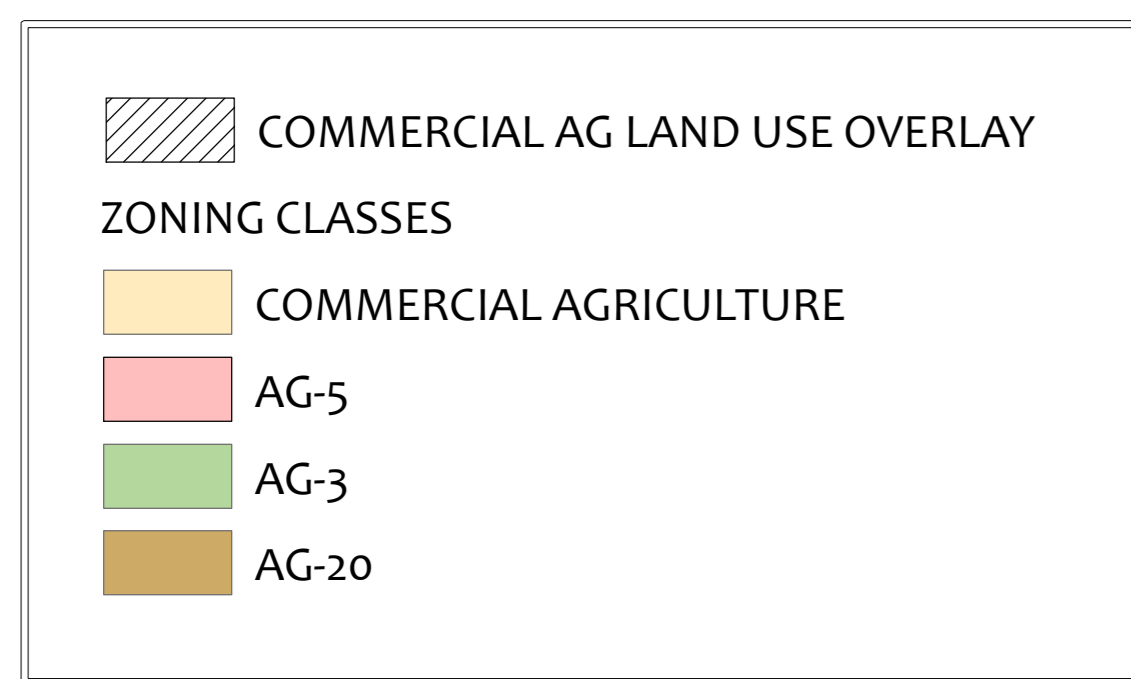 COMMERCIAL AG LAND USE OVERLAY
ZONING CLASSES
COMMERCIAL AGRICULTURE
AG-5
AG-3
AG-20